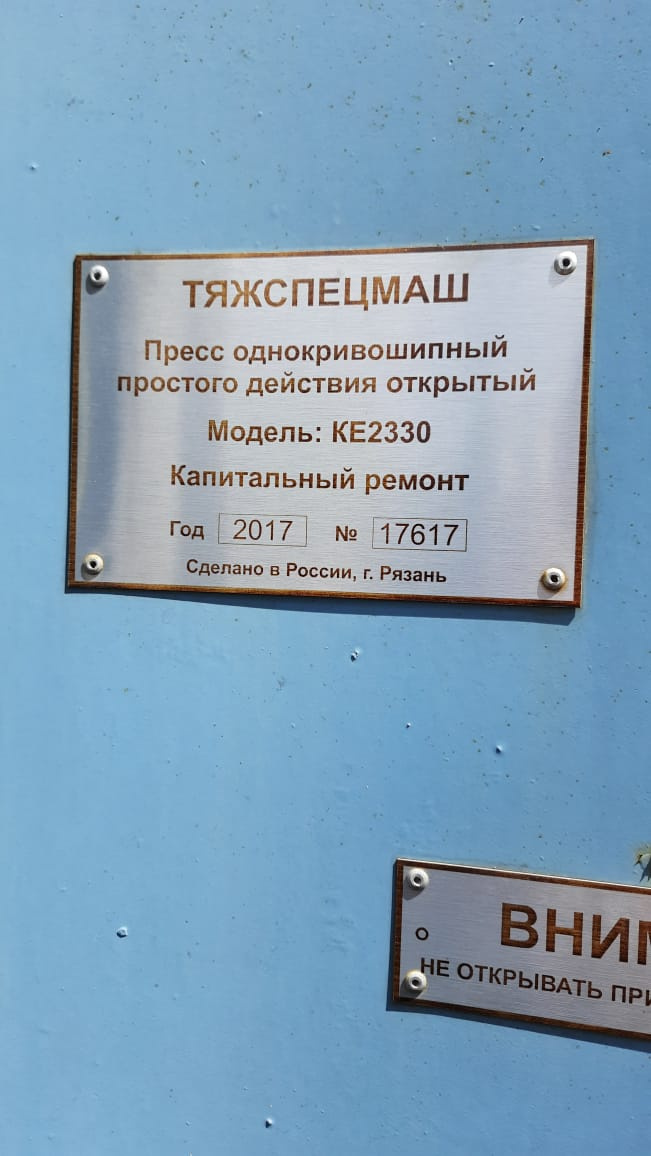 ТЯЖСПЕЦМАШ
Пресс однокривошипный
простого действия открытый
Модель: КЕ2330
Капитальный ремонт
Год 2017 № 17617
Сделано в России, г. Рязань
ВНИМ
НЕ ОТКРЫВАТЬ ПРИ